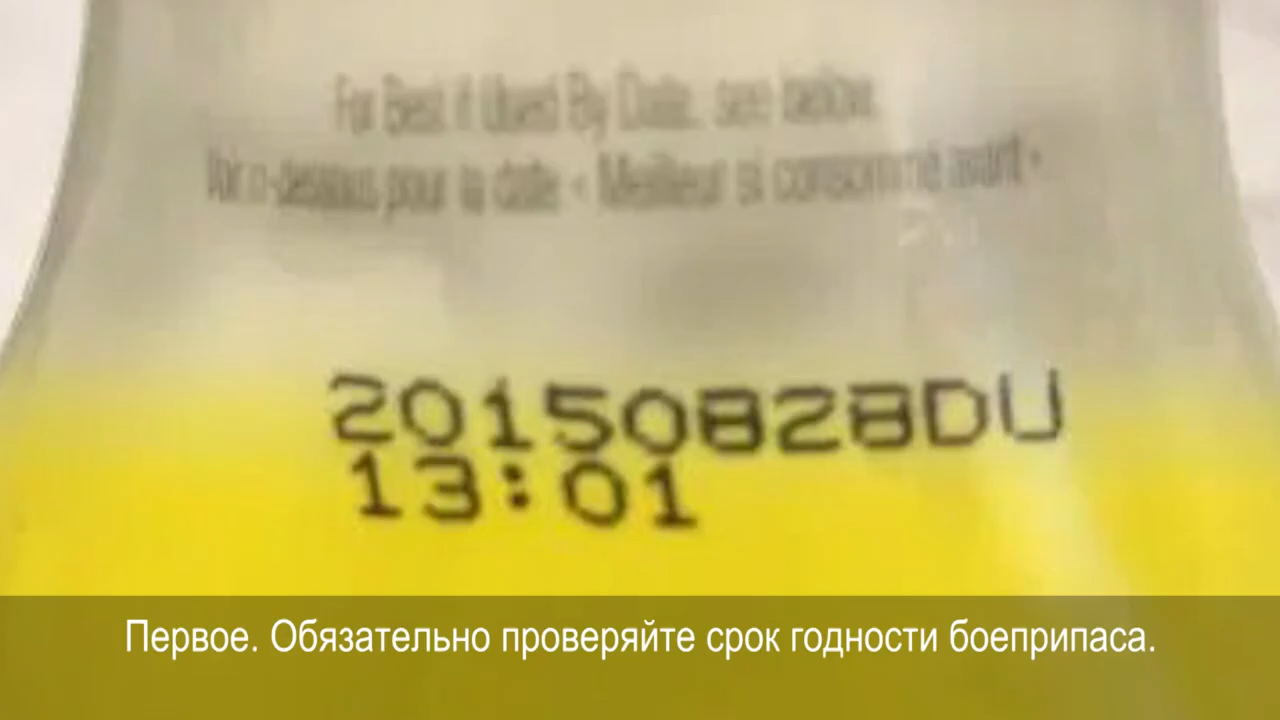 For Best if Used By Date, see below.
Voir ci-dessous pour la date « Meilleur si consommé avant »
20150828DU
13:01
Первое. Обязательно проверяйте срок годности боеприпаса.